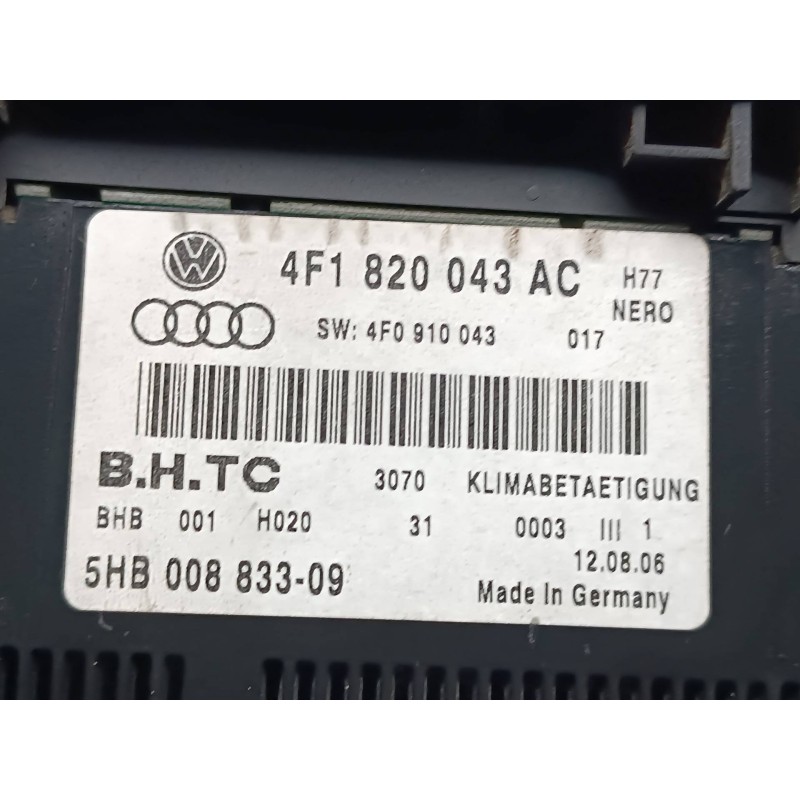 4F1 820 043 AC H77
NERO
SW: 4F0 910 043 017
B.H.TC 3070 KLIMABETAETIGUNG
BHB 001 H020 31 0003 III 1
12.08.06
5HB 008 833-09 Made In Germany